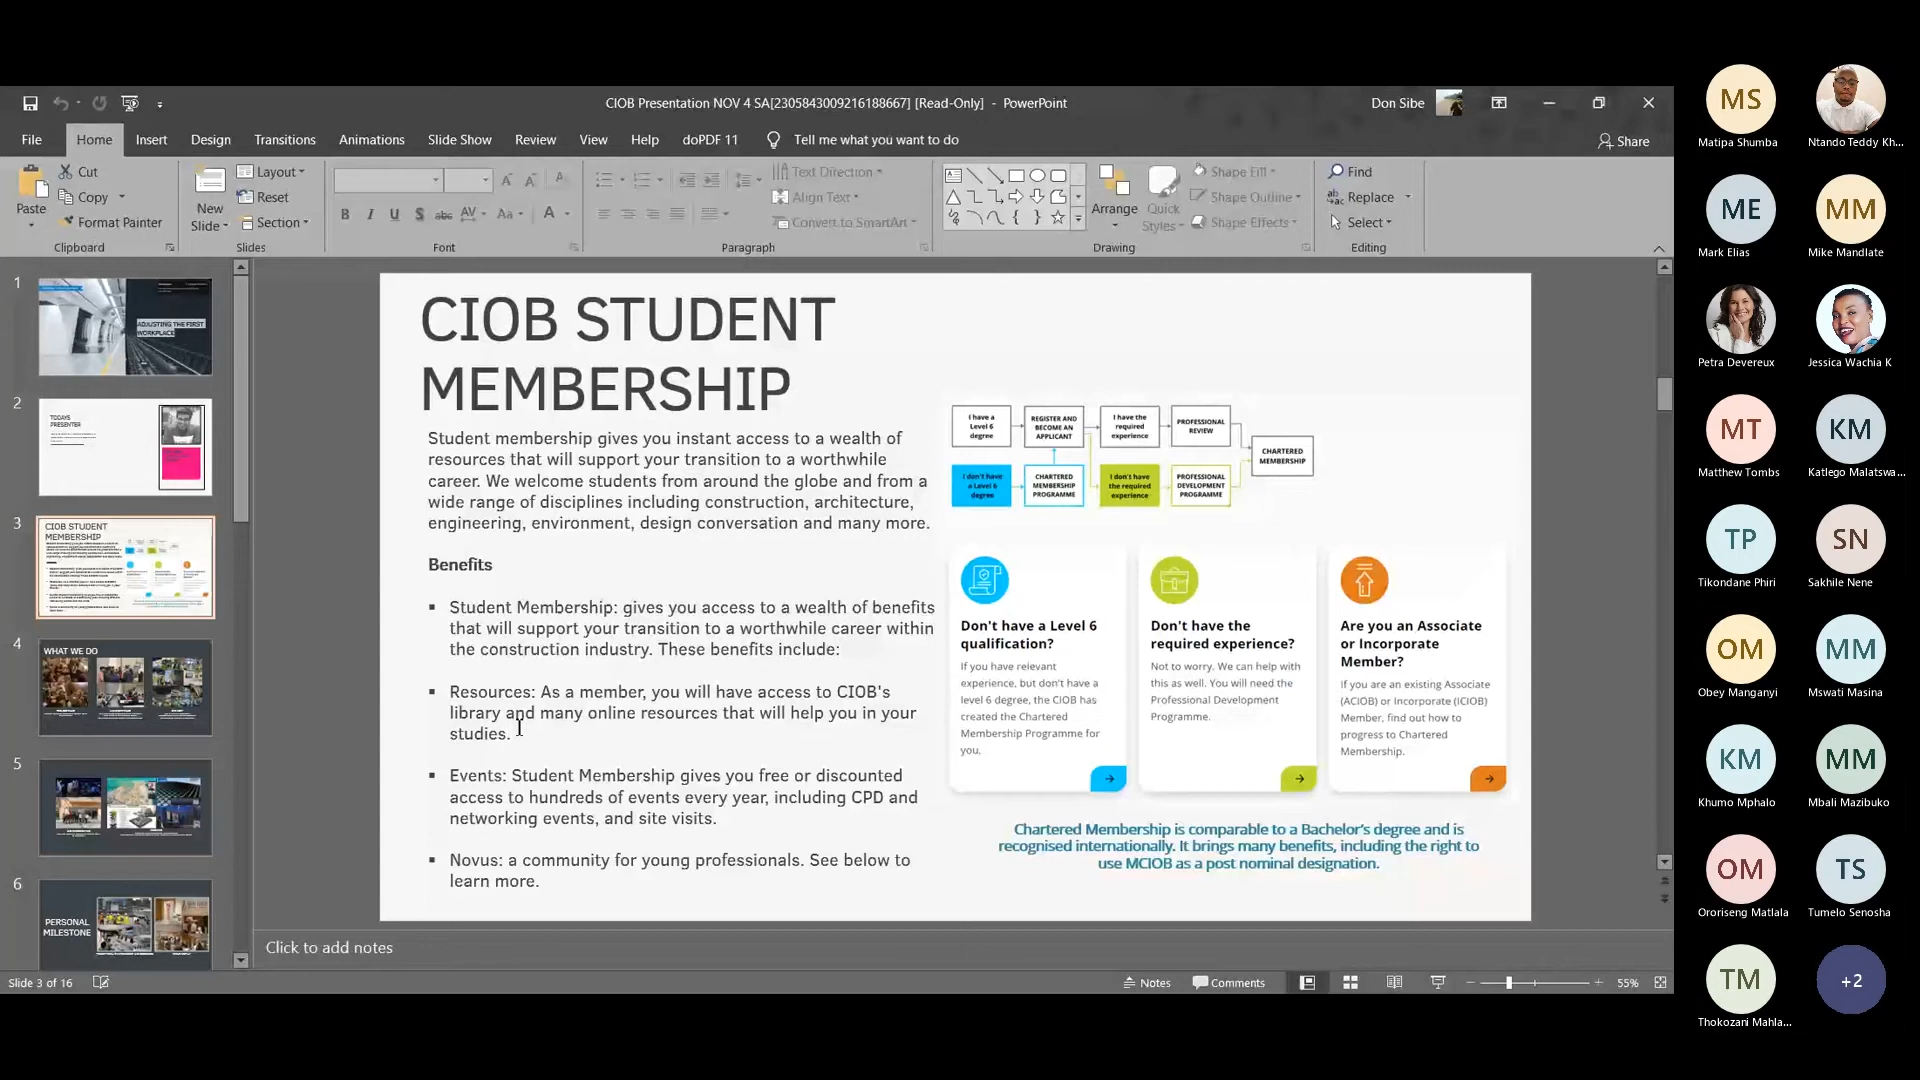 CIOB Presentation NOV 4 SA[2305843009216188667] [Read-Only] - PowerPoint
Don Sibe
File
Home
Insert
Design
Transitions
Animations
Slide Show
Review
View
Help
doPDF 11
Tell me what you want to do
Share
Paste
Cut
Copy
Format Painter
Clipboard
New
Slide
Layout
Reset
Section
Slides
Font
Text Direction
Align Text
Convert to SmartArt
Paragraph
Arrange
Quick
Styles
Shape Fill
Shape Outline
Shape Effects
Drawing
Find
Replace
Select
Editing
1
ADJUSTING THE FIRST
WORKPLACE
2
TODAYS
PRESENTER
3
CIOB STUDENT
MEMBERSHIP
4
WHAT WE DO
5
6
PERSONAL
MILESTONE
CIOB STUDENT
MEMBERSHIP
Student membership gives you instant access to a wealth of
resources that will support your transition to a worthwhile
career. We welcome students from around the globe and from a
wide range of disciplines including construction, architecture,
engineering, environment, design conversation and many more.
Benefits
▪ Student Membership: gives you access to a wealth of benefits
that will support your transition to a worthwhile career within
the construction industry. These benefits include:
▪ Resources: As a member, you will have access to CIOB's
library and many online resources that will help you in your
studies.
▪ Events: Student Membership gives you free or discounted
access to hundreds of events every year, including CPD and
networking events, and site visits.
▪ Novus: a community for young professionals. See below to
learn more.
I have a
Level 6
degree
REGISTER AND
BECOME AN
APPLICANT
I have the
required
experience
PROFESSIONAL
REVIEW
CHARTERED
MEMBERSHIP
I don't have
a Level 6
degree
CHARTERED
MEMBERSHIP
PROGRAMME
I don't have
the required
experience
PROFESSIONAL
DEVELOPMENT
PROGRAMME
Don't have a Level 6
qualification?
If you have relevant
experience, but don't have a
level 6 degree, the CIOB has
created the Chartered
Membership Programme for
you.
Don't have the
required experience?
Not to worry. We can help with
this as well. You will need the
Professional Development
Programme.
Are you an Associate
or Incorporate
Member?
If you are an existing Associate
(ACIOB) or Incorporate (ICIOB)
Member, find out how to
progress to Chartered
Membership.
Chartered Membership is comparable to a Bachelor's degree and is
recognised internationally. It brings many benefits, including the right to
use MCIOB as a post nominal designation.
Click to add notes
Slide 3 of 16
Notes
Comments
55%
MS
Matipa Shumba
Ntando Teddy Kh...
ME
Mark Elias
MM
Mike Mandlate
Petra Devereux
Jessica Wachia K
MT
Matthew Tombs
KM
Katlego Malatswa...
TP
Tikondane Phiri
SN
Sakhile Nene
OM
Obey Manganyi
MM
Mswati Masina
KM
Khumo Mphalo
MM
Mbali Mazibuko
OM
Ororiseng Matlala
TS
Tumelo Senosha
TM
Thokozani Mahla...
+2